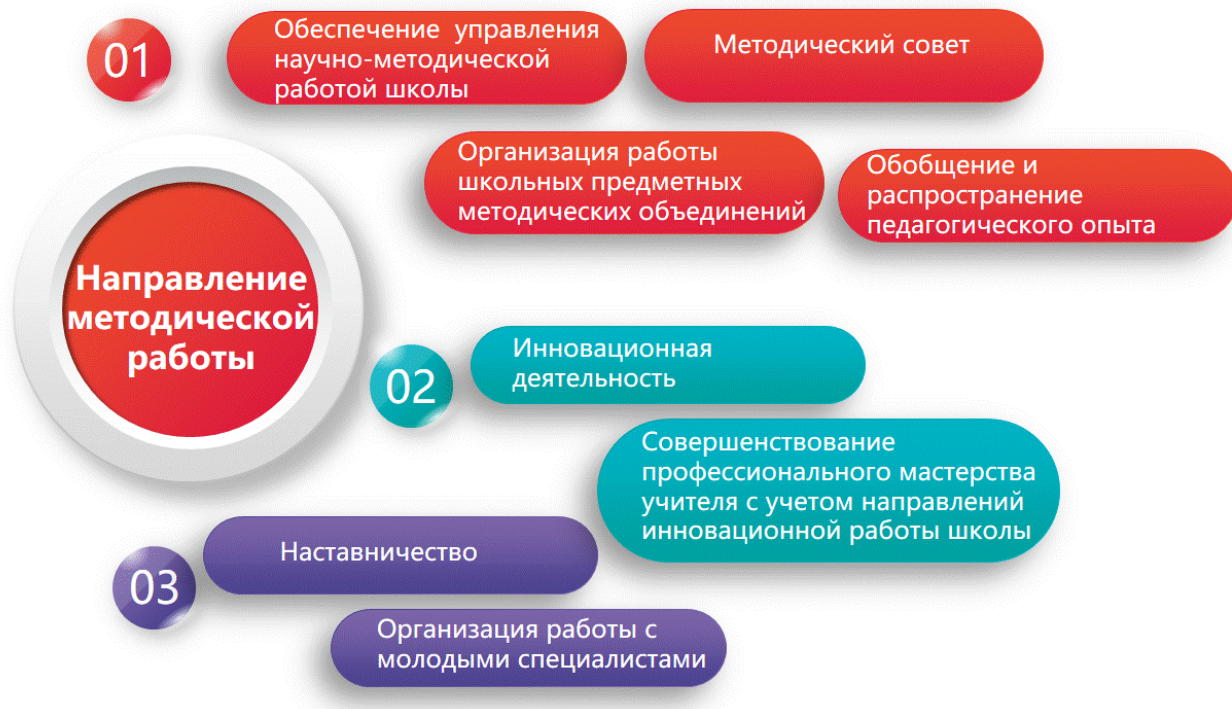 01
Обеспечение управления
научно-методической
работой школы
Методический совет
Организация работы
школьных предметных
методических объединений
Обобщение и
распространение
педагогического опыта
Направление
методической
работы
02
Инновационная
деятельность
Совершенствование
профессионального мастерства
учителя с учетом направлений
инновационной работы школы
03
Наставничество
Организация работы с
молодыми специалистами